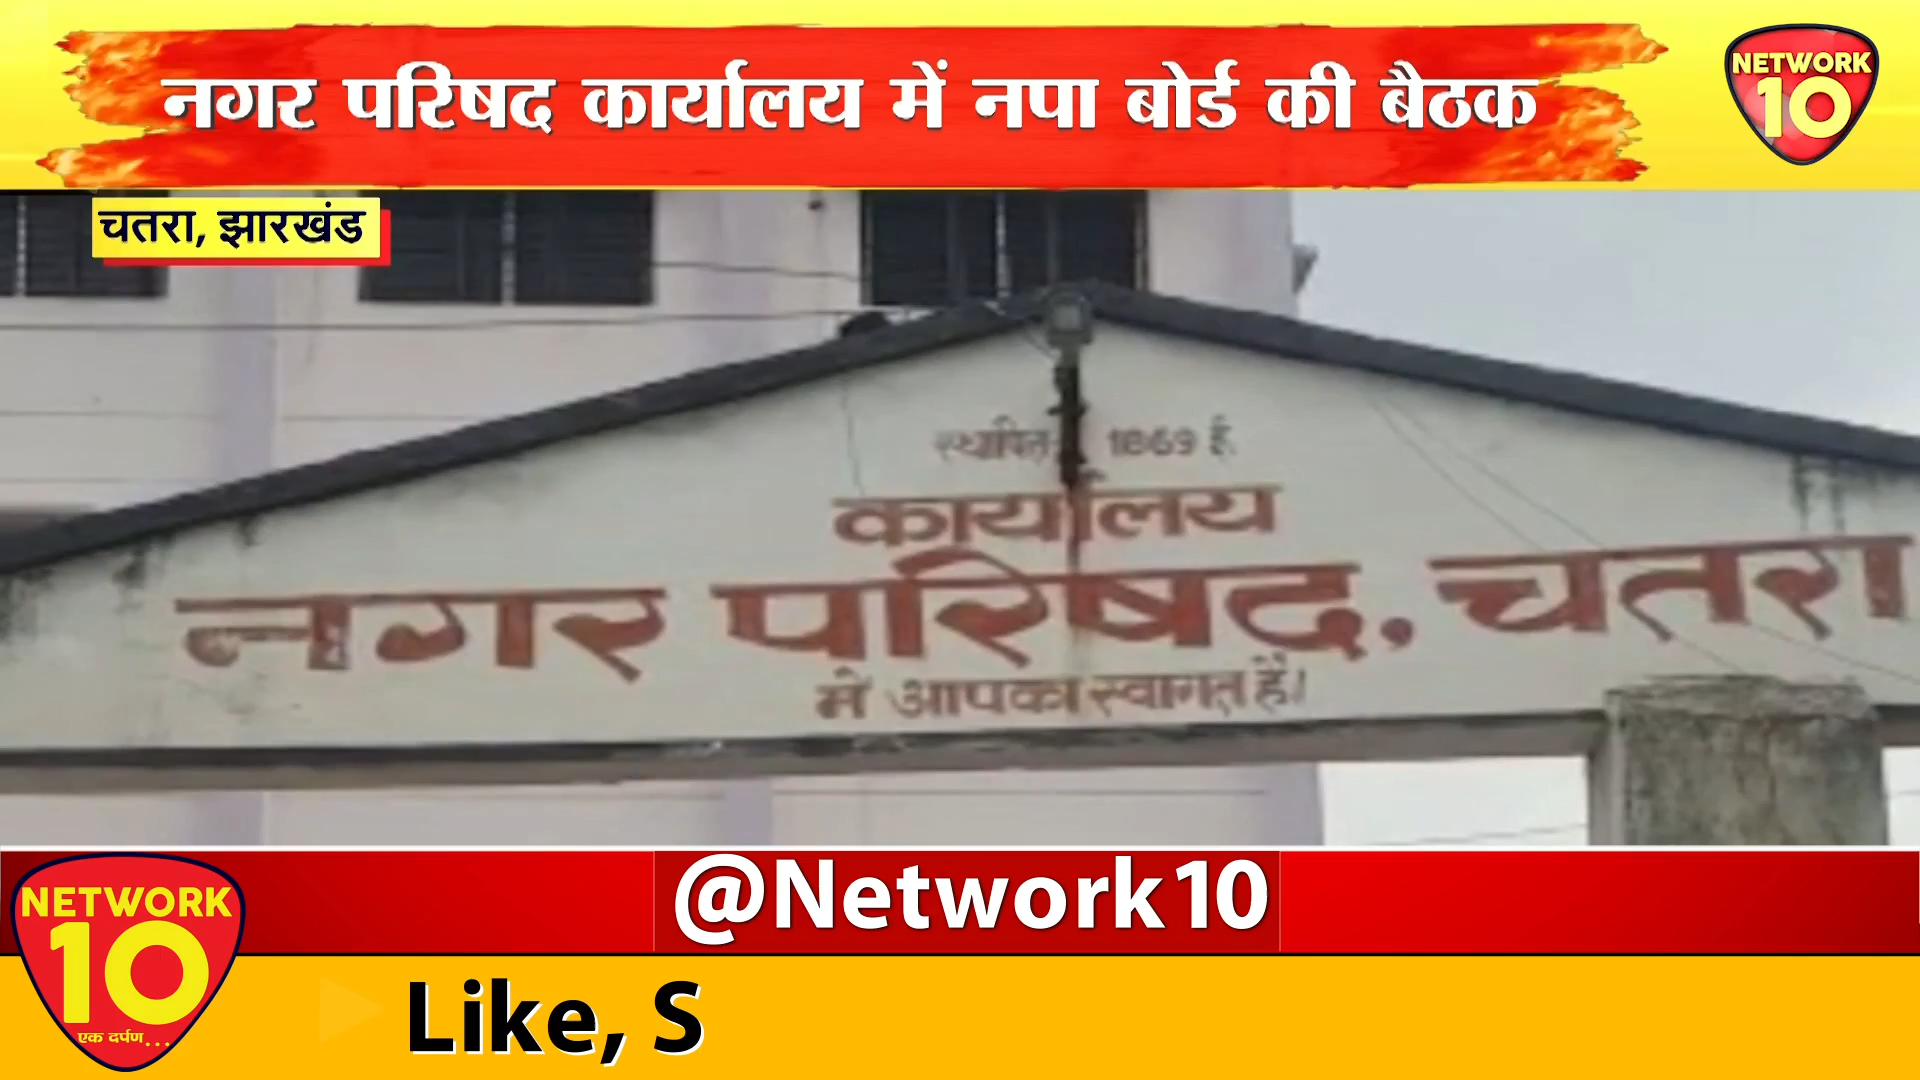 नगर परिषद कार्यालय में नपा बोर्ड की बैठक
NETWORK
10
चतरा, झारखंड
स्थापित 1869 ई.
कार्यालय
नगर परिषद, चतरा
में आपका स्वागत है।
@Network10
NETWORK
10
एक दर्पण...
Like, S